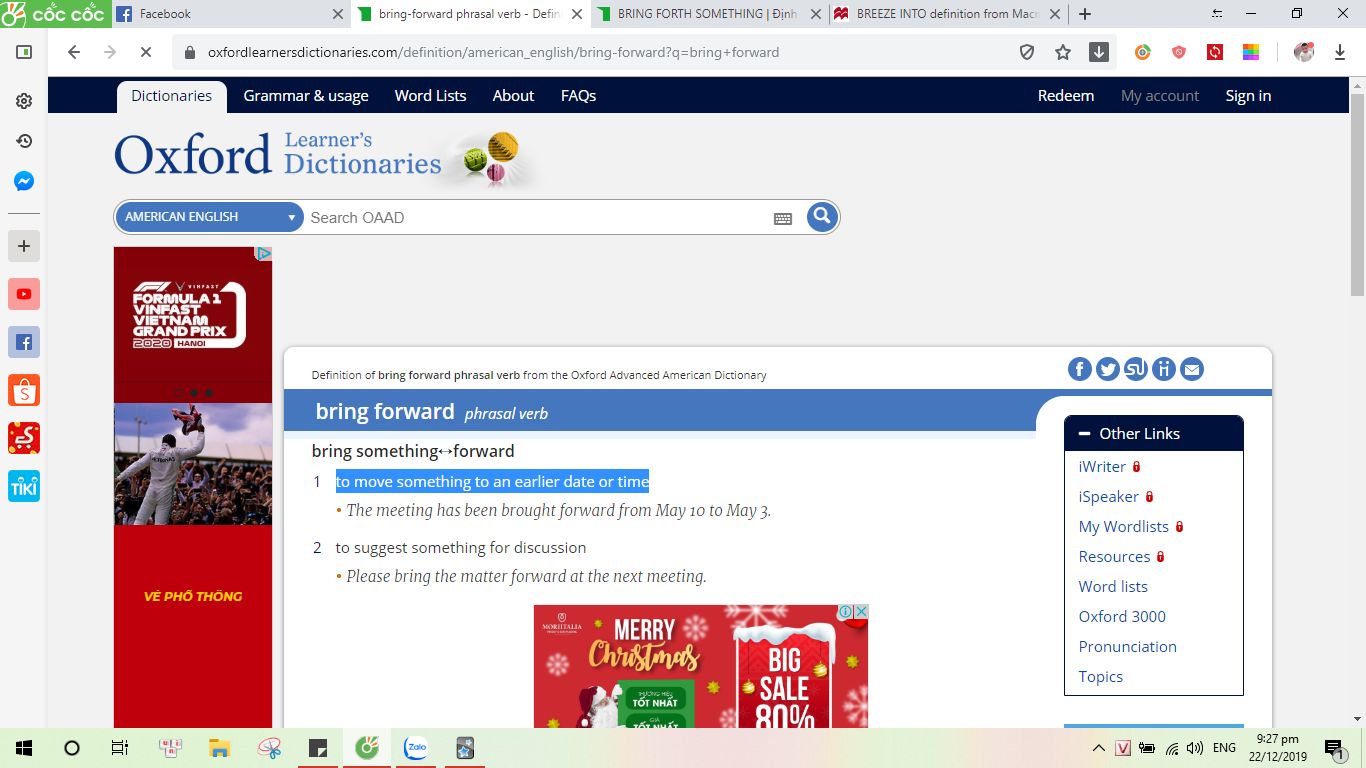 cốc cốc
Facebook
bring-forward phrasal verb - Defin
BRING FORTH SOMETHING | Định
BREEZE INTO definition from Macm
oxfordlearnersdictionaries.com/definition/american_english/bring-forward?q=bring+forward
Dictionaries
Grammar & usage
Word Lists
About
FAQs
Redeem
My account
Sign in
Oxford Learner's Dictionaries
AMERICAN ENGLISH
Search OAAD
VINFAST
FORMULA 1
VINFAST
VIETNAM
GRAND PRIX
2020 HANOI
VÉ PHỔ THÔNG
TIKI
Definition of bring forward phrasal verb from the Oxford Advanced American Dictionary
bring forward phrasal verb
bring something↔forward
1 to move something to an earlier date or time
• The meeting has been brought forward from May 10 to May 3.
2 to suggest something for discussion
• Please bring the matter forward at the next meeting.
Other Links
iWriter
iSpeaker
My Wordlists
Resources
Word lists
Oxford 3000
Pronunciation
Topics
MORIITALIA
MERRY
Christmas
THƯƠNG HIỆU
TỐT NHẤT
GIÁ
TỐT NHẤT
BIG
SALE
80%
Zalo
ENG
9:27 pm
22/12/2019
1